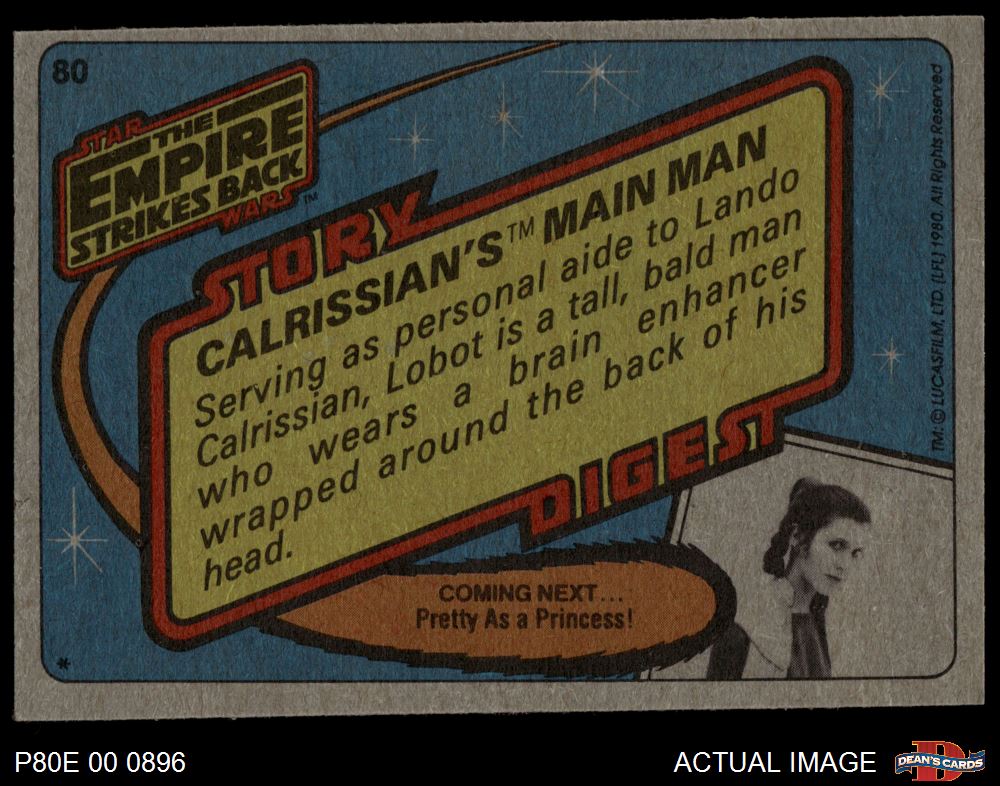 80
STAR
THE
EMPIRE
STRIKES BACK
WARS™
STORY
CALRISSIAN'S™ MAIN MAN
Serving as personal aide to Lando
Calrissian, Lobot is a tall, bald man
who wears a brain enhancer
wrapped around the back of his
head.
DIGEST
COMING NEXT...
Pretty As a Princess!
*
TM: © LUCASFILM, LTD (LFL) 1980. All Rights Reserved
P80E 00 0896
ACTUAL IMAGE
D
DEAN'S CARDS